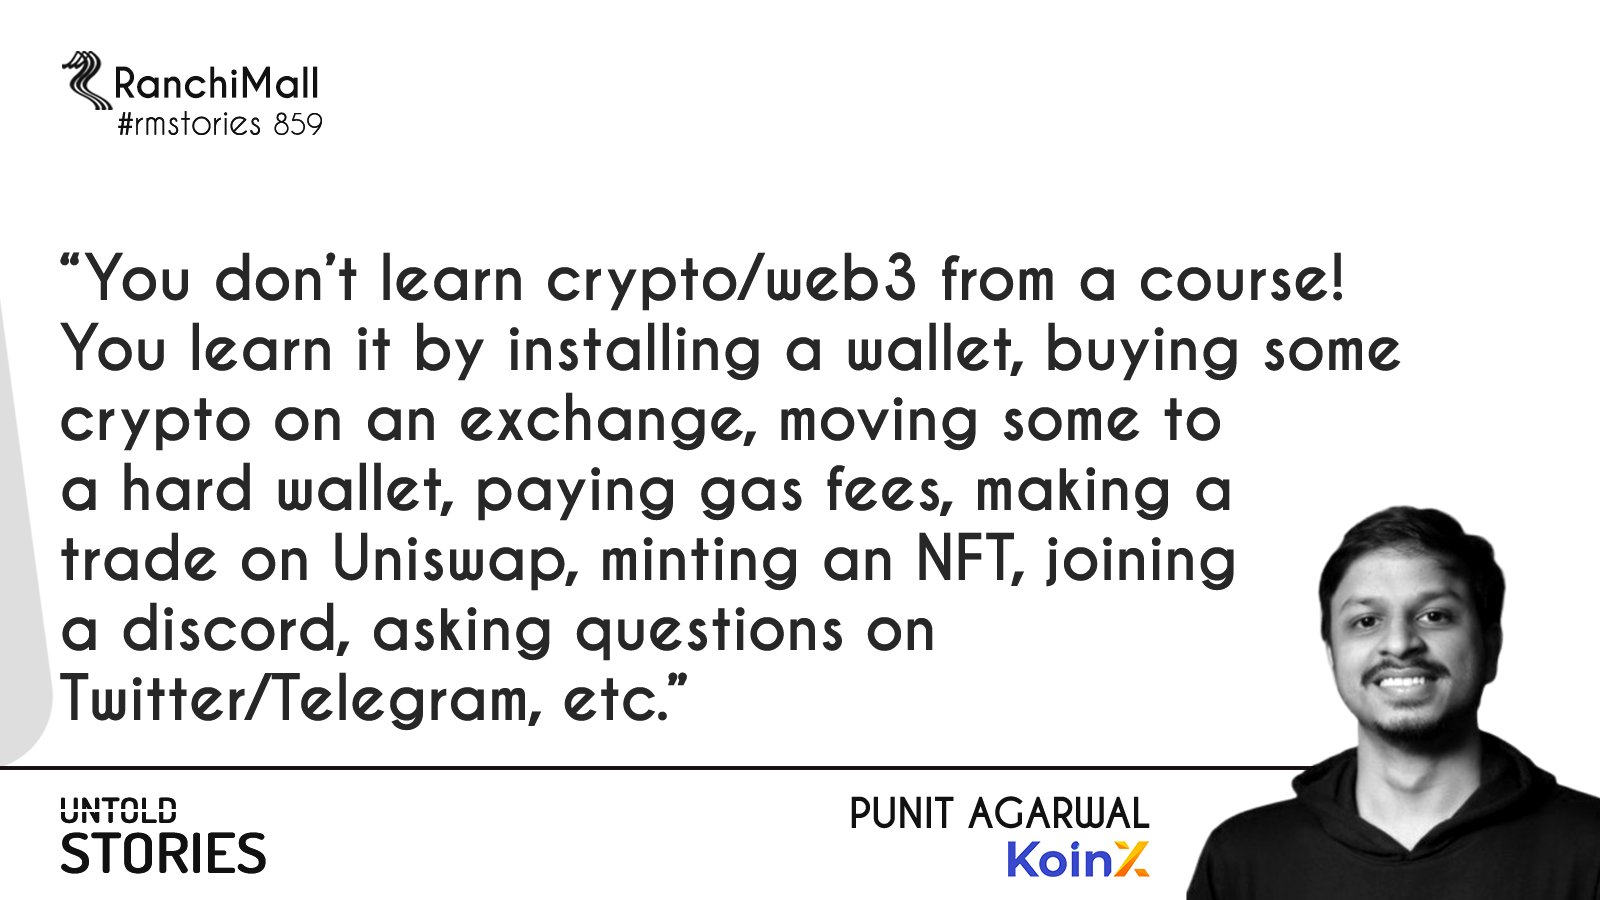 RanchiMall
#rmstories 859
“You don’t learn crypto/web3 from a course!
You learn it by installing a wallet, buying some
crypto on an exchange, moving some to
a hard wallet, paying gas fees, making a
trade on Uniswap, minting an NFT, joining
a discord, asking questions on
Twitter/Telegram, etc.”
UNTOLD
STORIES
PUNIT AGARWAL
KoinX